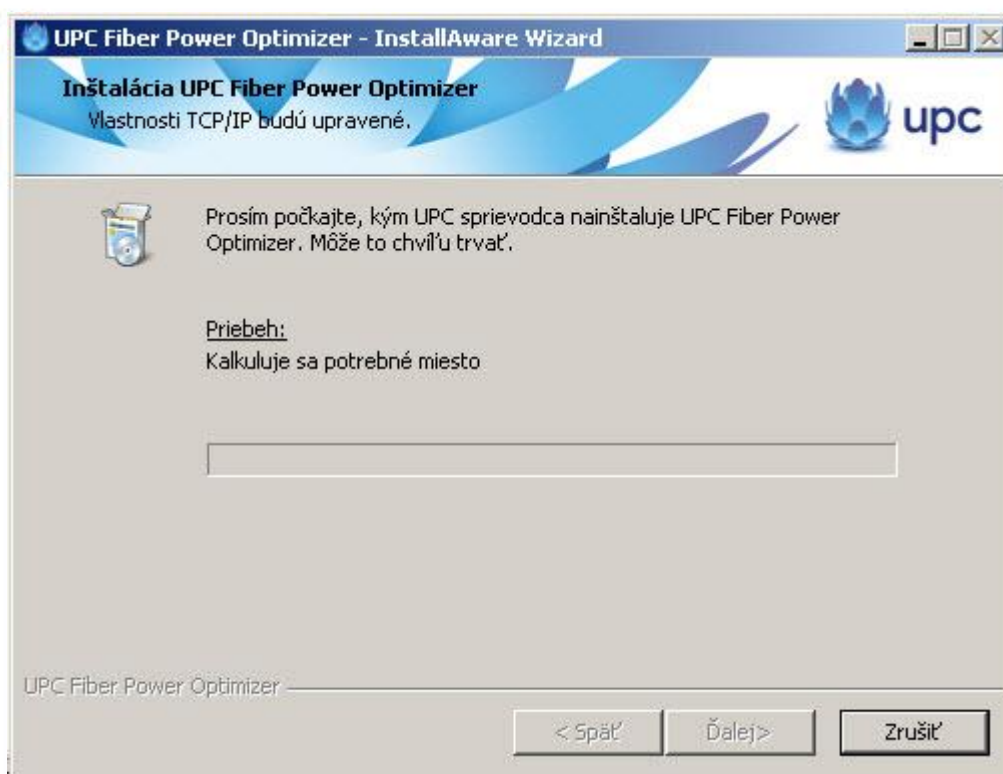 UPC Fiber Power Optimizer - InstallAware Wizard
Inštalácia UPC Fiber Power Optimizer
Vlastnosti TCP/IP budú upravené.
upc
Prosím počkajte, kým UPC sprievodca nainštaluje UPC Fiber Power
Optimizer. Môže to chvíľu trvať.
Priebeh:
Kalkuluje sa potrebné miesto
UPC Fiber Power Optimizer
< Späť
Ďalej>
Zrušiť